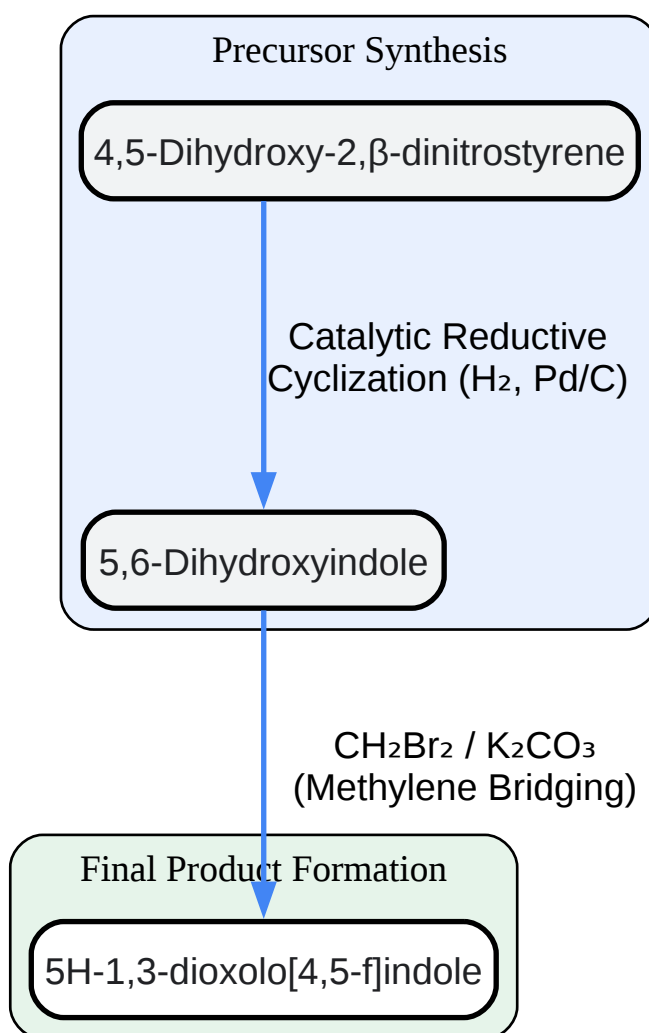 Precursor Synthesis
4,5-Dihydroxy-2,β-dinitrostyrene
Catalytic Reductive
Cyclization (H₂, Pd/C)
5,6-Dihydroxyindole
CH₂Br₂ / K₂CO₃
(Methylene Bridging)
Final Product Formation
5H-1,3-dioxolo[4,5-f]indole